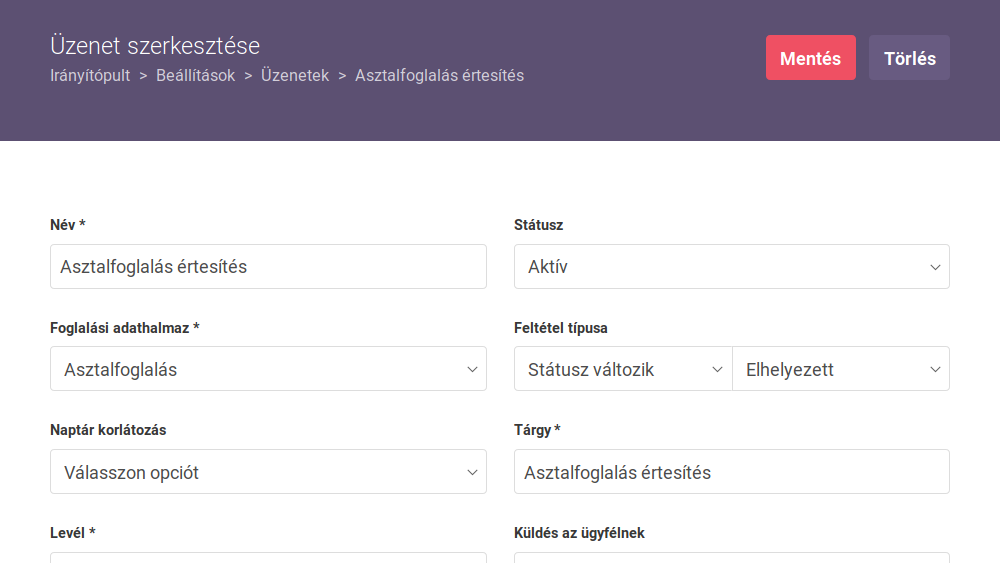 Üzenet szerkesztése
Irányítópult > Beállítások > Üzenetek > Asztalfoglalás értesítés
Mentés
Törlés
Név *
Státusz
Asztalfoglalás értesítés
Aktív
Foglalási adathalmaz *
Feltétel típusa
Asztalfoglalás
Státusz változik
Elhelyezett
Naptár korlátozás
Tárgy *
Válasszon opciót
Asztalfoglalás értesítés
Levél *
Küldés az ügyfélnek